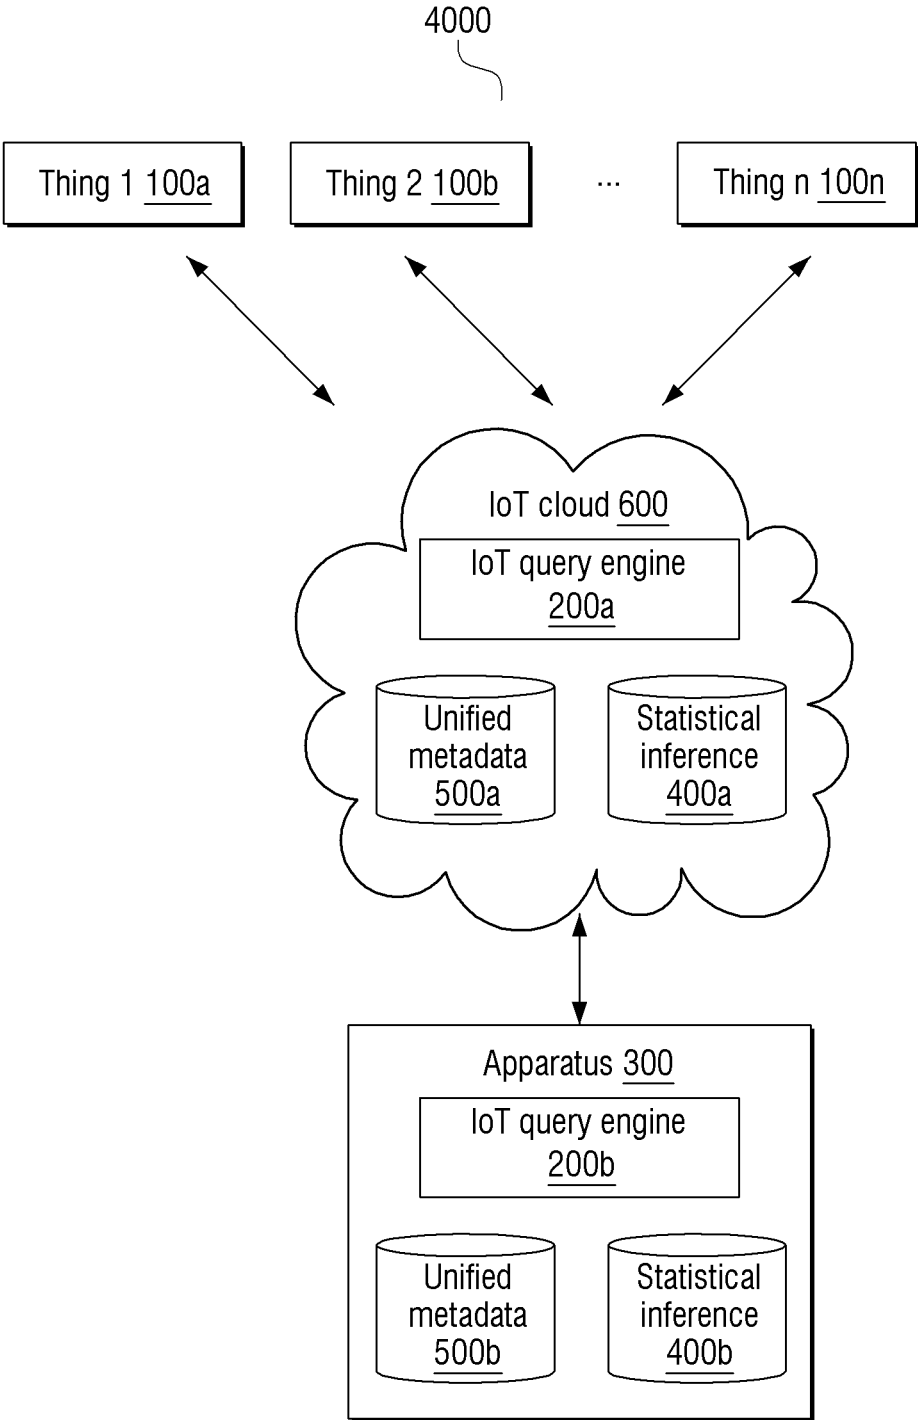 4000
Thing 1 100a
Thing 2 100b
...
Thing n 100n
IoT cloud 600
IoT query engine
200a
Unified
metadata
500a
Statistical
inference
400a
Apparatus 300
IoT query engine
200b
Unified
metadata
500b
Statistical
inference
400b